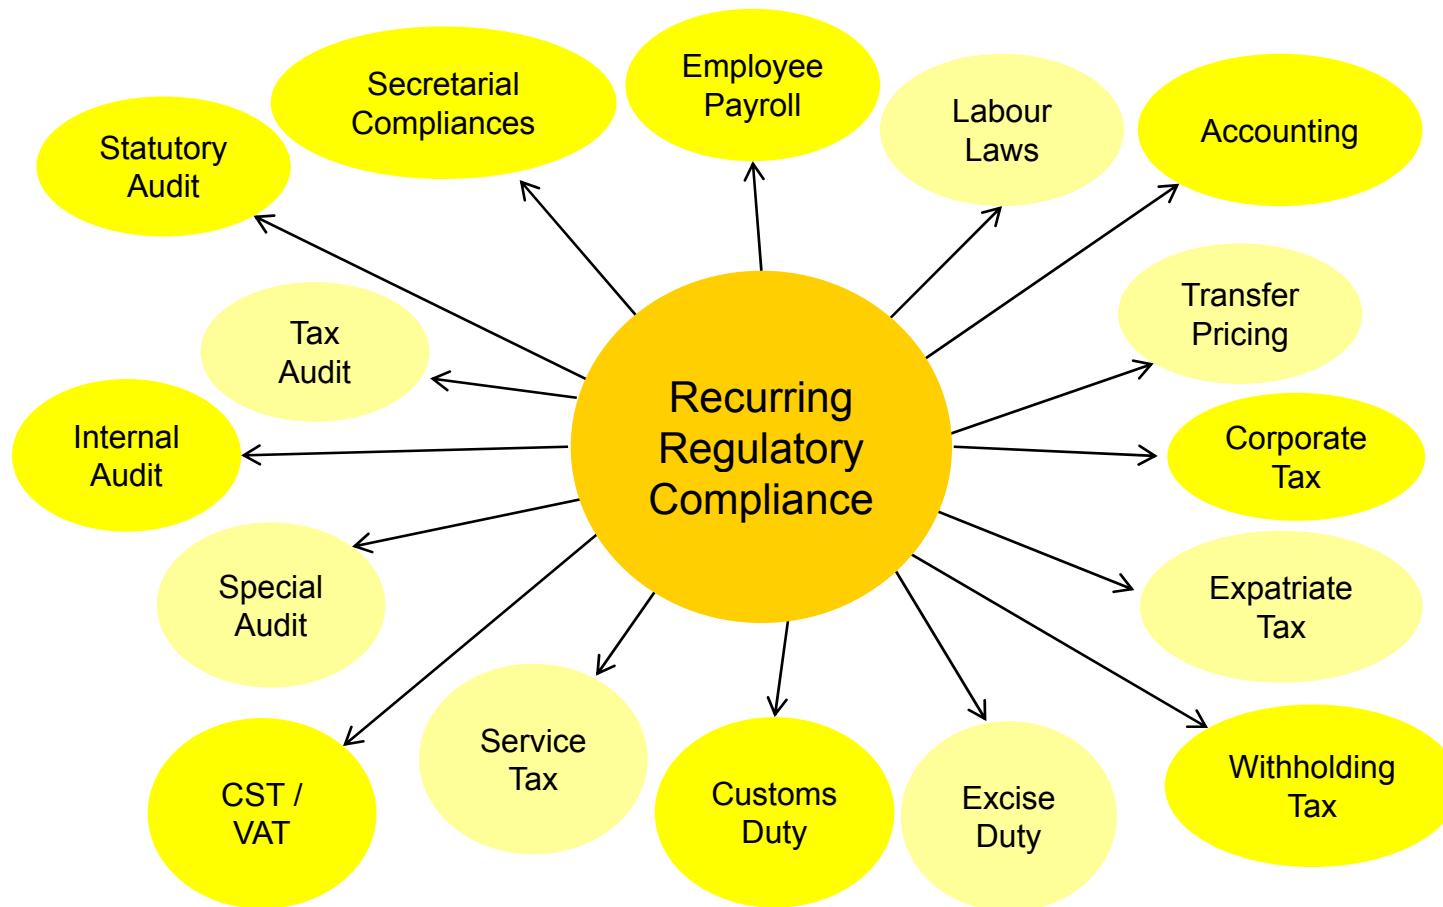 Employee
Payroll
Secretarial
Compliances
Labour
Laws
Accounting
Statutory
Audit
Transfer
Pricing
Tax
Audit
Recurring
Regulatory
Compliance
Internal
Audit
Corporate
Tax
Special
Audit
Expatriate
Tax
Service
Tax
CST /
VAT
Customs
Duty
Excise
Duty
Withholding
Tax